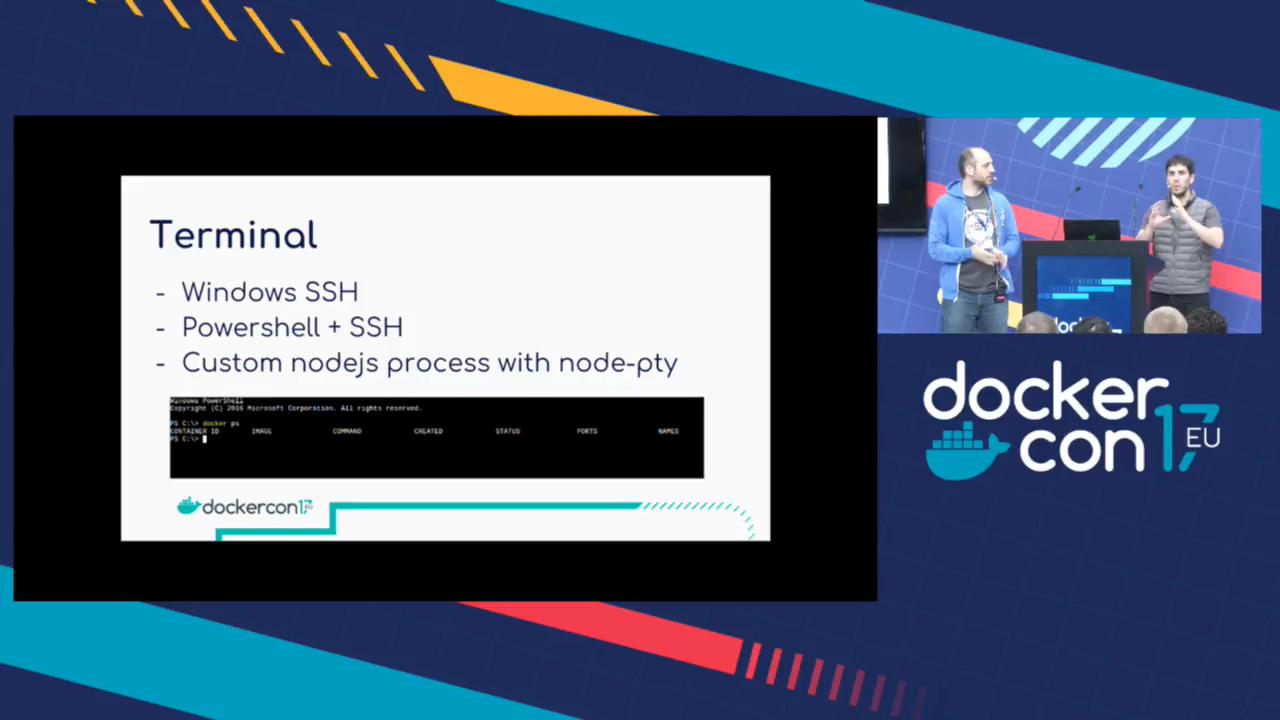 Terminal
- Windows SSH
- Powershell + SSH
- Custom nodejs process with node-pty
Windows PowerShell
Copyright (C) 2016 Microsoft Corporation. All rights reserved.
PS C:\> docker ps
CONTAINER ID IMAGE COMMAND CREATED STATUS PORTS NAMES
PS C:\>
dockercon17 EU
docker
con 17 EU